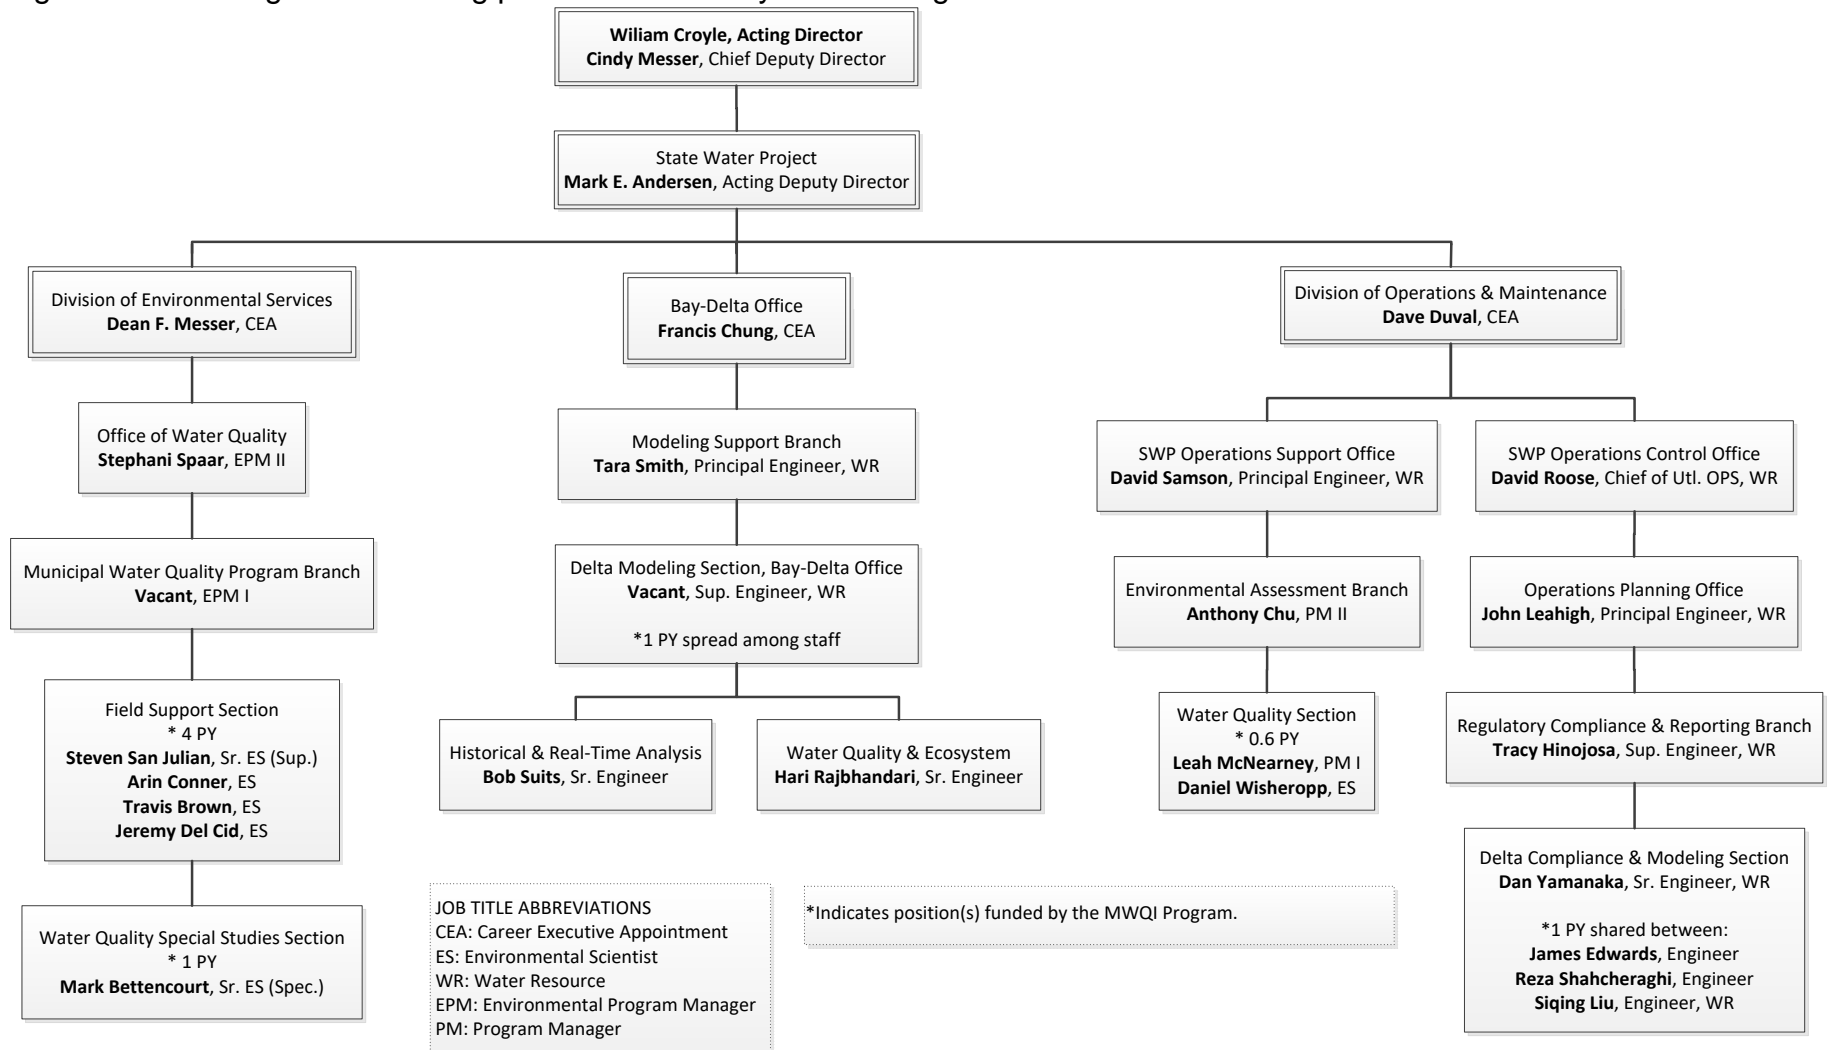 Wiliam Croyle, Acting Director
Cindy Messer, Chief Deputy Director
State Water Project
Mark E. Andersen, Acting Deputy Director
Division of Environmental Services
Dean F. Messer, CEA
Bay-Delta Office
Francis Chung, CEA
Division of Operations & Maintenance
Dave Duval, CEA
Office of Water Quality
Stephani Spaar, EPM II
Modeling Support Branch
Tara Smith, Principal Engineer, WR
SWP Operations Support Office
David Samson, Principal Engineer, WR
SWP Operations Control Office
David Roose, Chief of Utl. OPS, WR
Municipal Water Quality Program Branch
Vacant, EPM I
Delta Modeling Section, Bay-Delta Office
Vacant, Sup. Engineer, WR
*1 PY spread among staff
Environmental Assessment Branch
Anthony Chu, PM II
Operations Planning Office
John Leahigh, Principal Engineer, WR
Field Support Section
* 4 PY
Steven San Julian, Sr. ES (Sup.)
Arin Conner, ES
Travis Brown, ES
Jeremy Del Cid, ES
Historical & Real-Time Analysis
Bob Suits, Sr. Engineer
Water Quality & Ecosystem
Hari Rajbhandari, Sr. Engineer
Water Quality Section
* 0.6 PY
Leah McNearney, PM I
Daniel Wisheropp, ES
Regulatory Compliance & Reporting Branch
Tracy Hinojosa, Sup. Engineer, WR
Water Quality Special Studies Section
* 1 PY
Mark Bettencourt, Sr. ES (Spec.)
Delta Compliance & Modeling Section
Dan Yamanaka, Sr. Engineer, WR
*1 PY shared between:
James Edwards, Engineer
Reza Shahcheraghi, Engineer
Siqing Liu, Engineer, WR
JOB TITLE ABBREVIATIONS
CEA: Career Executive Appointment
ES: Environmental Scientist
WR: Water Resource
EPM: Environmental Program Manager
PM: Program Manager
*Indicates position(s) funded by the MWQI Program.